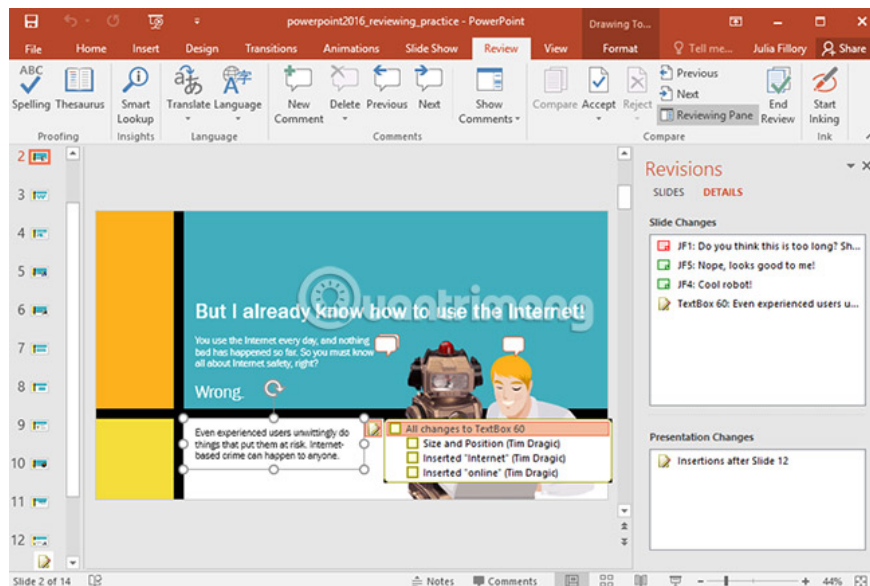 powerpoint2016_reviewing_practice - PowerPoint
Drawing To...
File Home Insert Design Transitions Animations Slide Show Review View Format Tell me... Julia Fillory Share
ABC
Spelling Thesaurus Smart Lookup Translate Language New Comment Delete Previous Next Show Comments Compare Accept Reject Previous
Next
Reviewing Pane
End Review Start Inking
Proofing Insights Language Comments Compare Ink
2
3
4
5
6
7
8
9
10
11
12
But I already know how to use the Internet!
Quantrimang
You use the Internet every day, and nothing
bad has happened so far. So you must know
all about Internet safety, right?
Wrong.
Even experienced users unwittingly do
things that put them at risk. Internet-
based crime can happen to anyone.
All changes to TextBox 60
Size and Position (Tim Dragic)
Inserted "Internet" (Tim Dragic)
Inserted "online" (Tim Dragic)
Revisions
SLIDES DETAILS
Slide Changes
JF1: Do you think this is too long? Sh...
JF5: Nope, looks good to me!
JF4: Cool robot!
TextBox 60: Even experienced users u...
Presentation Changes
Insertions after Slide 12
Slide 2 of 14 Notes Comments 44%